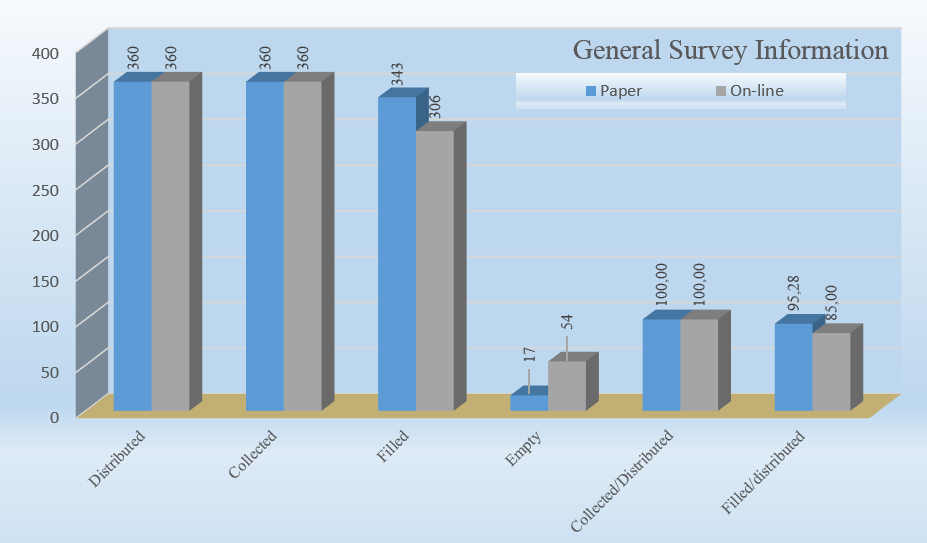 General Survey Information
Paper On-line
400
350
300
250
200
150
100
50
0
360 360 360 360 343 306 17 54 100,00 100,00 95,28 85,00
Distributed Collected Filled Empty Collected/Distributed Filled/distributed